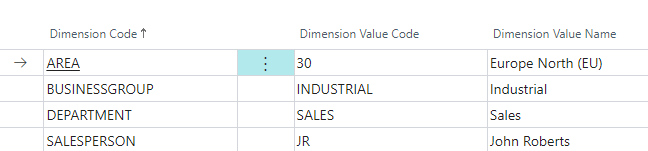 Dimension Code ↑ Dimension Value Code Dimension Value Name
→ AREA ⋮ 30 Europe North (EU)
BUSINESSGROUP INDUSTRIAL Industrial
DEPARTMENT SALES Sales
SALESPERSON JR John Roberts